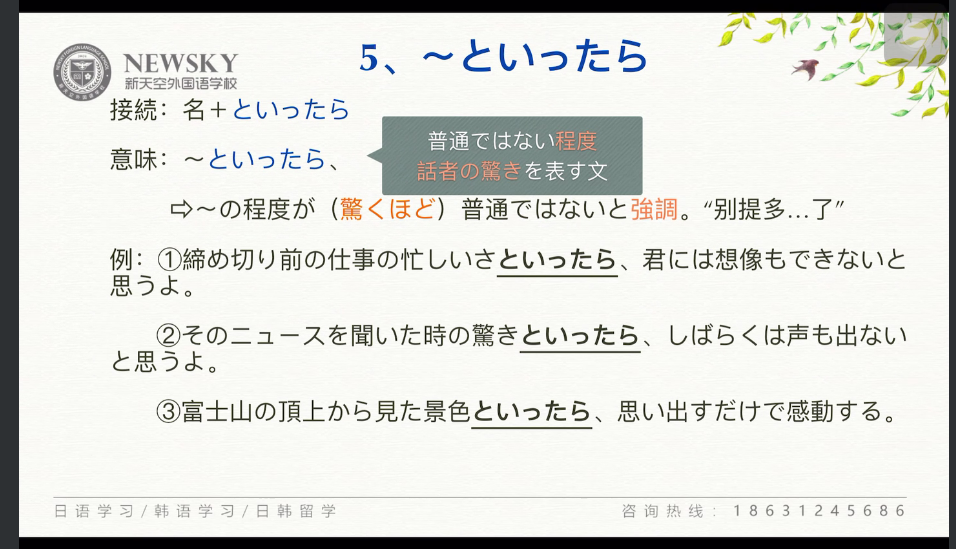 5、～といったら
NEWSKY
新天空外国语学校
接続：名＋といったら
普通ではない程度
話者の驚きを表す文
意味：～といったら、
⇨～の程度が（驚くほど）普通ではないと強調。“别提多…了”
例：①締め切り前の仕事の忙しいさといったら、君には想像もできないと
思うよ。
②そのニュースを聞いた時の驚きといったら、しばらくは声も出ない
と思うよ。
③富士山の頂上から見た景色といったら、思い出すだけで感動する。
日语学习/韩语学习/日韩留学
咨询热线：18631245686